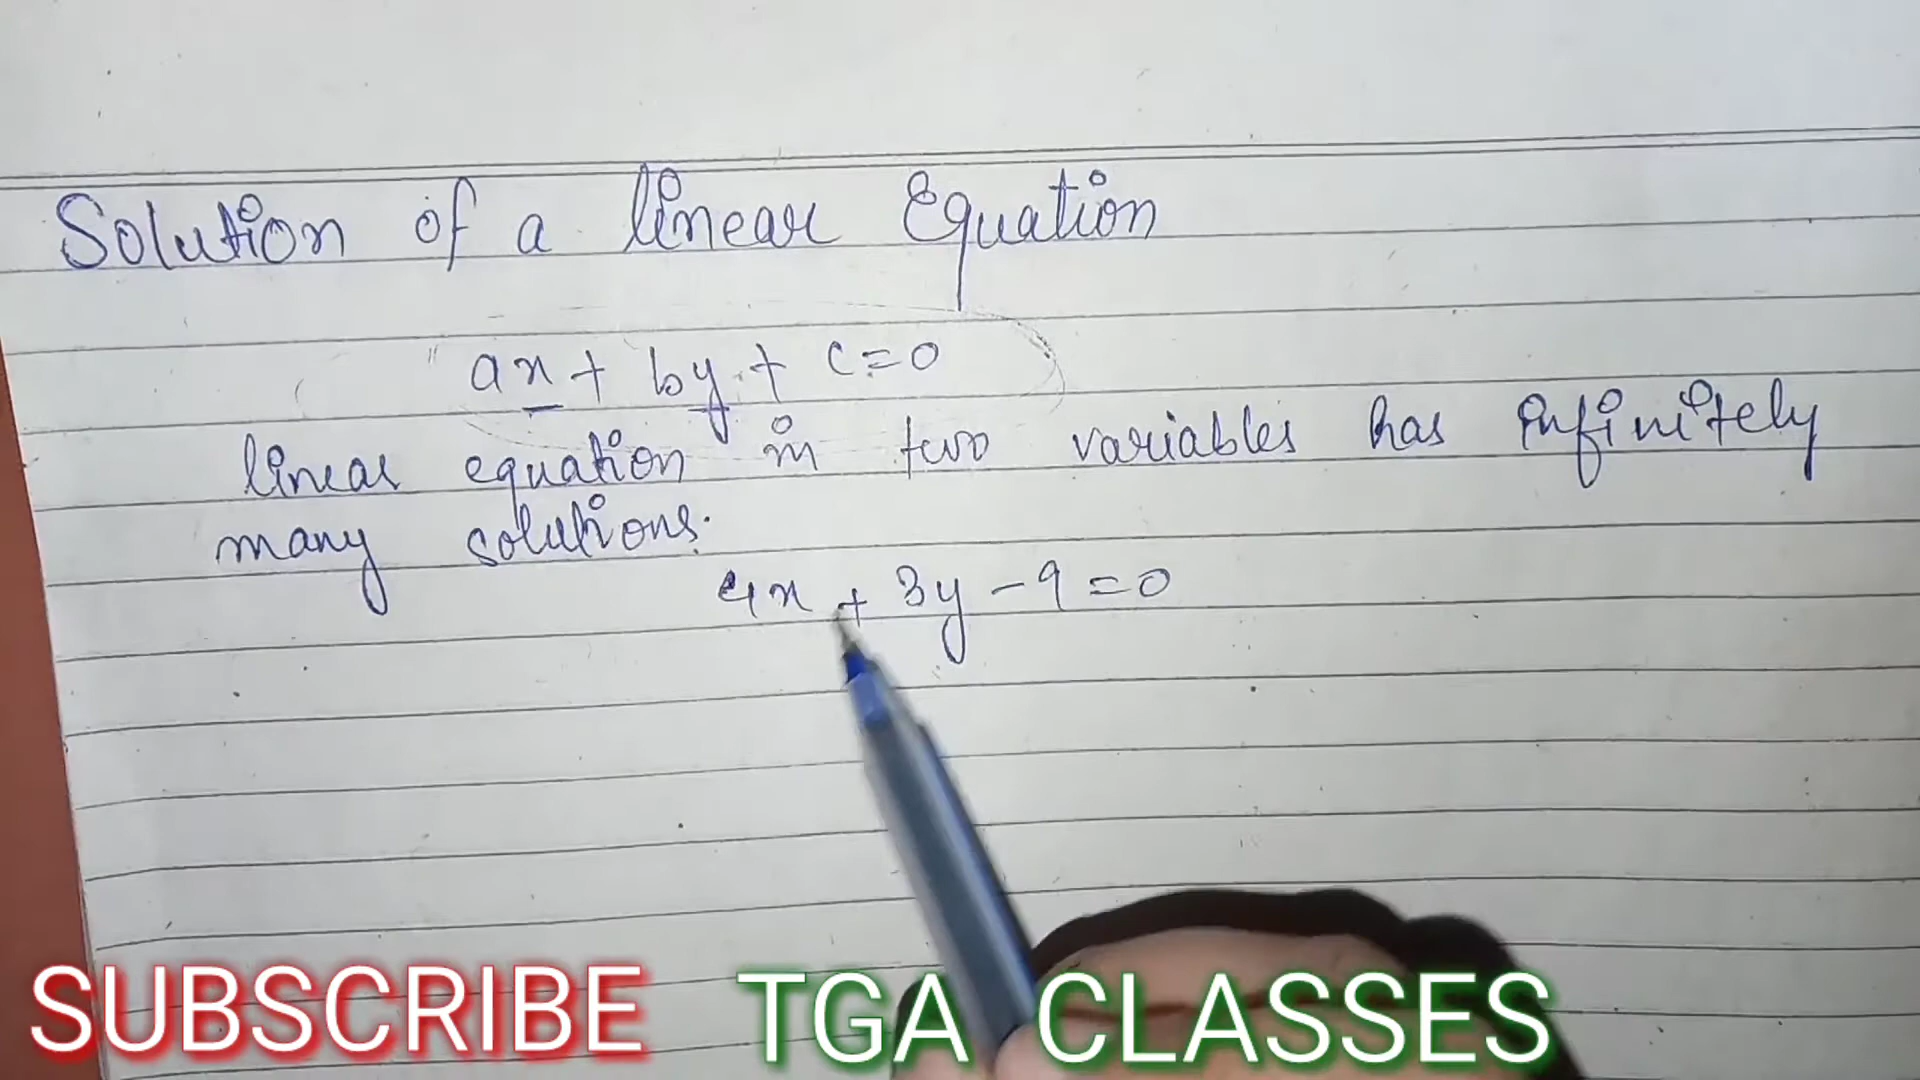 Solution of a linear Equation
ax + by + c = 0
linear equation in two variables has infinitely
many solutions.
4x + 3y - 9 = 0
SUBSCRIBE TGA CLASSES